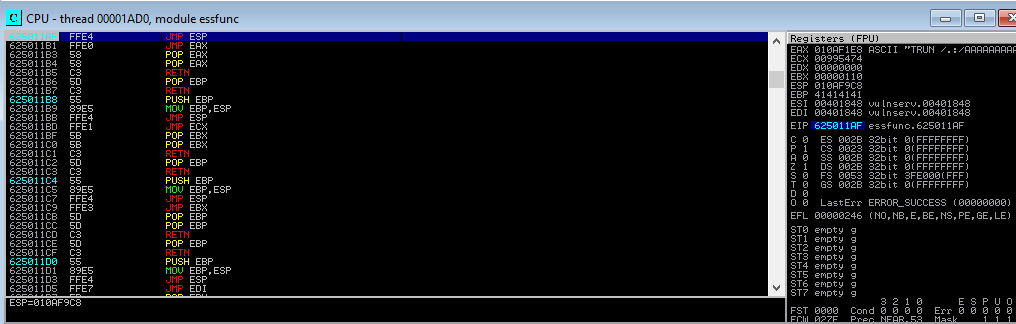 C CPU - thread 00001AD0, module essfunc
625011AF FFE4 JMP ESP
625011B1 FFE0 JMP EAX
625011B3 58 POP EAX
625011B4 58 POP EAX
625011B5 C3 RETN
625011B6 5D POP EBP
625011B7 C3 RETN
625011B8 55 PUSH EBP
625011B9 89E5 MOV EBP,ESP
625011BB FFE4 JMP ESP
625011BD FFE1 JMP ECX
625011BF 5B POP EBX
625011C0 5B POP EBX
625011C1 C3 RETN
625011C2 5D POP EBP
625011C3 C3 RETN
625011C4 55 PUSH EBP
625011C5 89E5 MOV EBP,ESP
625011C7 FFE4 JMP ESP
625011C9 FFE3 JMP EBX
625011CB 5D POP EBP
625011CC 5D POP EBP
625011CD C3 RETN
625011CE 5D POP EBP
625011CF C3 RETN
625011D0 55 PUSH EBP
625011D1 89E5 MOV EBP,ESP
625011D3 FFE4 JMP ESP
625011D5 FFE7 JMP EDI
ESP=010AF9C8
Registers (FPU)
EAX 010AF1E8 ASCII "TRUN /.:/AAAAAAAAA
ECX 00995474
EDX 00000000
EBX 00000110
ESP 010AF9C8
EBP 41414141
ESI 00401848 vulnserv.00401848
EDI 00401848 vulnserv.00401848
EIP 625011AF essfunc.625011AF
C 0 ES 002B 32bit 0(FFFFFFFF)
P 1 CS 0023 32bit 0(FFFFFFFF)
A 0 SS 002B 32bit 0(FFFFFFFF)
Z 1 DS 002B 32bit 0(FFFFFFFF)
S 0 FS 0053 32bit 3FE000(FFF)
T 0 GS 002B 32bit 0(FFFFFFFF)
D 0
O 0 LastErr ERROR_SUCCESS (00000000)
EFL 00000246 (NO,NB,E,BE,NS,PE,GE,LE)
ST0 empty g
ST1 empty g
ST2 empty g
ST3 empty g
ST4 empty g
ST5 empty g
ST6 empty g
ST7 empty g
3 2 1 0 E S P U O
FST 0000 Cond 0 0 0 0 Err 0 0 0 0 0
FCW 027F Prec NEAR,53 Mask 1 1 1